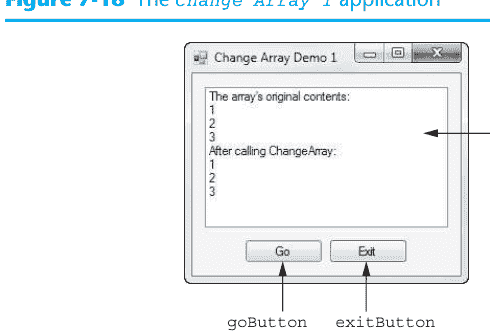 Figure 7-18 The Change Array 1 application
Change Array Demo 1
The array's original contents:
1
2
3
After calling ChangeArray:
1
2
3
Go Exit
goButton exitButton